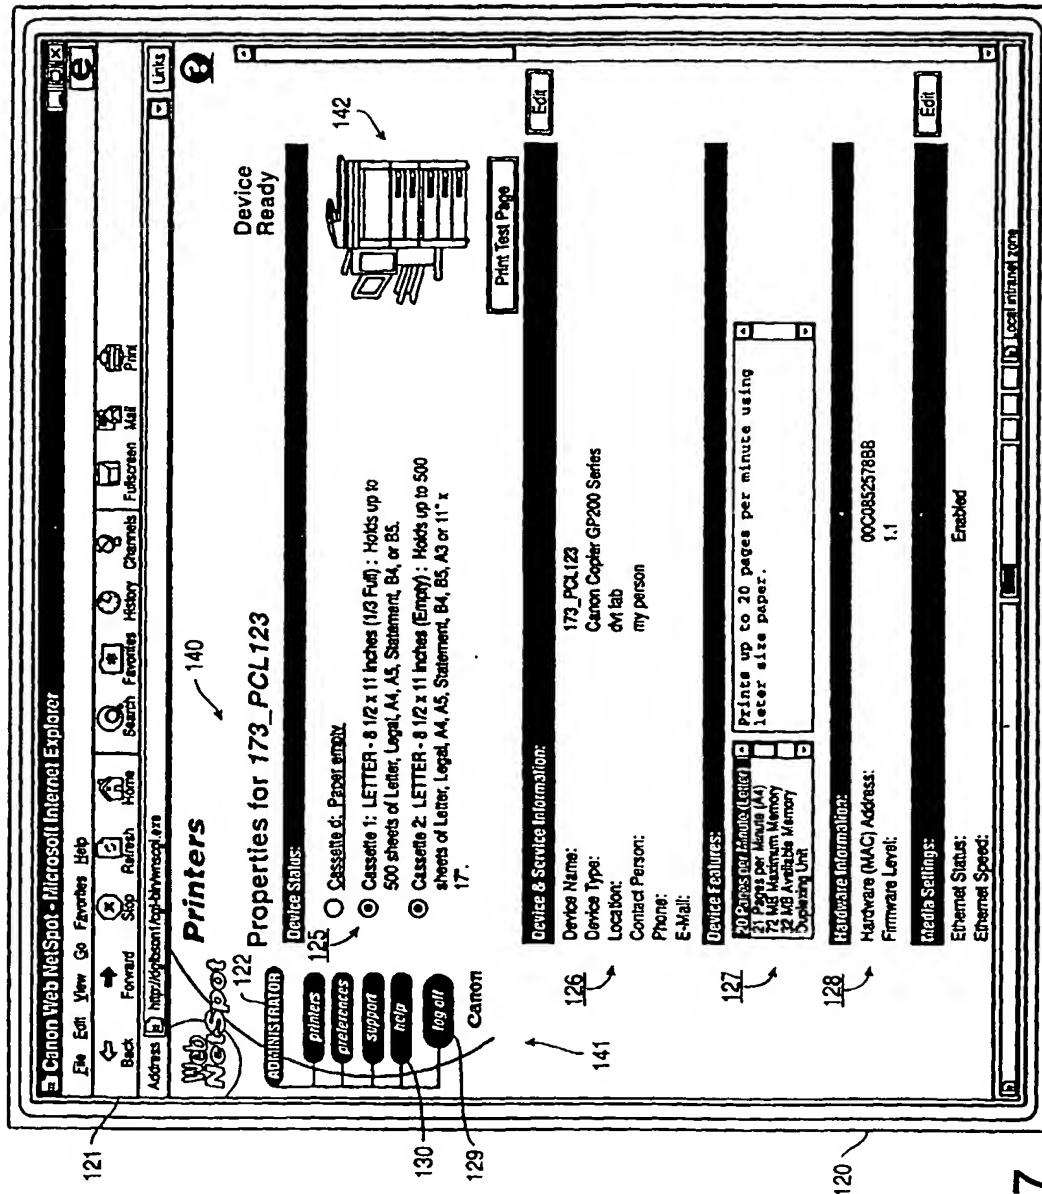 Canon Web NetSpot - Microsoft Internet Explorer
File Edit View Go Favorites Help
Back Forward Stop Refresh Home Search Favorites History Channels Fullscreen Mail Print
Address Links
Web
NetSpot
Printers
?
e
140
Properties for 173_PCL123
Device
Ready
122
ADMINISTRATOR
printers
preferences
support
help
log off
Canon
Device Status:
125
Cassette d: Paper empty
Cassette 1: LETTER - 8 1/2 x 11 inches (1/3 Full) : Holds up to
500 sheets of Letter, Legal, A4, A5, Statement, B4, or B5.
Cassette 2: LETTER - 8 1/2 x 11 inches (Empty) : Holds up to 500
sheets of Letter, Legal, A4, A5, Statement, B4, B5, A3 or 11" x
17".
142
Print Test Page
Device & Service Information:
Edit
126
Device Name: 173_PCL123
Device Type: Canon Copier GP200 Series
Location: dvt lab
Contact Person: my person
Phone:
E-Mail:
Device Features:
127
20 Pages per Minute (Letter)
21 Pages per Minute (A4)
72 MB Maximum Memory
32 MB Available Memory
Duplexing Unit
Prints up to 20 pages per minute using
letter size paper.
Hardware Information:
128
Hardware (MAC) Address: 00C0852578BB
Firmware Level: 1.1
Media Settings:
Edit
Ethernet Status: Enabled
Ethernet Speed:
Local intranet zone
121
130
129
141
120
7